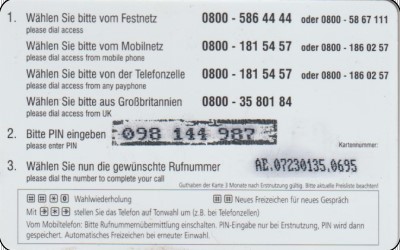 1. Wählen Sie bitte vom Festnetz 0800 - 586 44 44 oder 0800 - 58 67 111
please dial access
Wählen Sie bitte vom Mobilnetz 0800 - 181 54 57 oder 0800 - 186 02 57
please dial access from mobile phone
Wählen Sie bitte von der Telefonzelle 0800 - 181 54 57 oder 0800 - 186 02 57
please dial access from any payphone
Wählen Sie bitte aus Großbritannien 0800 - 35 801 84
please dial access from UK
2. Bitte PIN eingeben 098 144 987
please enter PIN Kartennummer:
3. Wählen Sie nun die gewünschte Rufnummer AE.07230135.0695
please dial the number to complete your call Guthaben der Karte 3 Monate nach Erstnutzung gültig. Bitte aktuelle Preisliste beachten!
Wahlwiederholung Neues Freizeichen für neues Gespräch
Mit stellen Sie das Telefon auf Tonwahl um (z.B. bei Telefonzellen)
Vom Mobiltelefon: Bitte Rufnummernübermittlung einschalten. PIN-Eingabe nur bei Erstnutzung, PIN wird dann
gespeichert. Automatisches Freizeichen bei erneuter Einwahl.